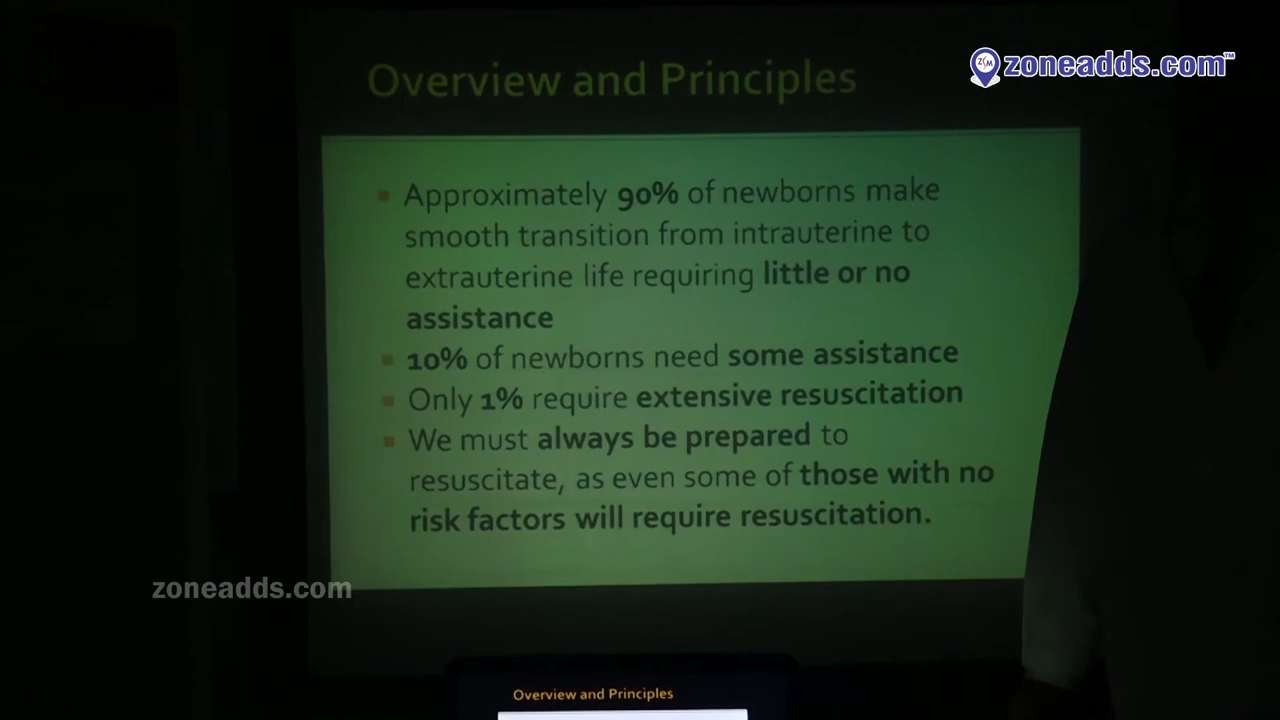 Overview and Principles
zoneadds.com™
Approximately 90% of newborns make
smooth transition from intrauterine to
extrauterine life requiring little or no
assistance
10% of newborns need some assistance
Only 1% require extensive resuscitation
We must always be prepared to
resuscitate, as even some of those with no
risk factors will require resuscitation.
zoneadds.com
Overview and Principles